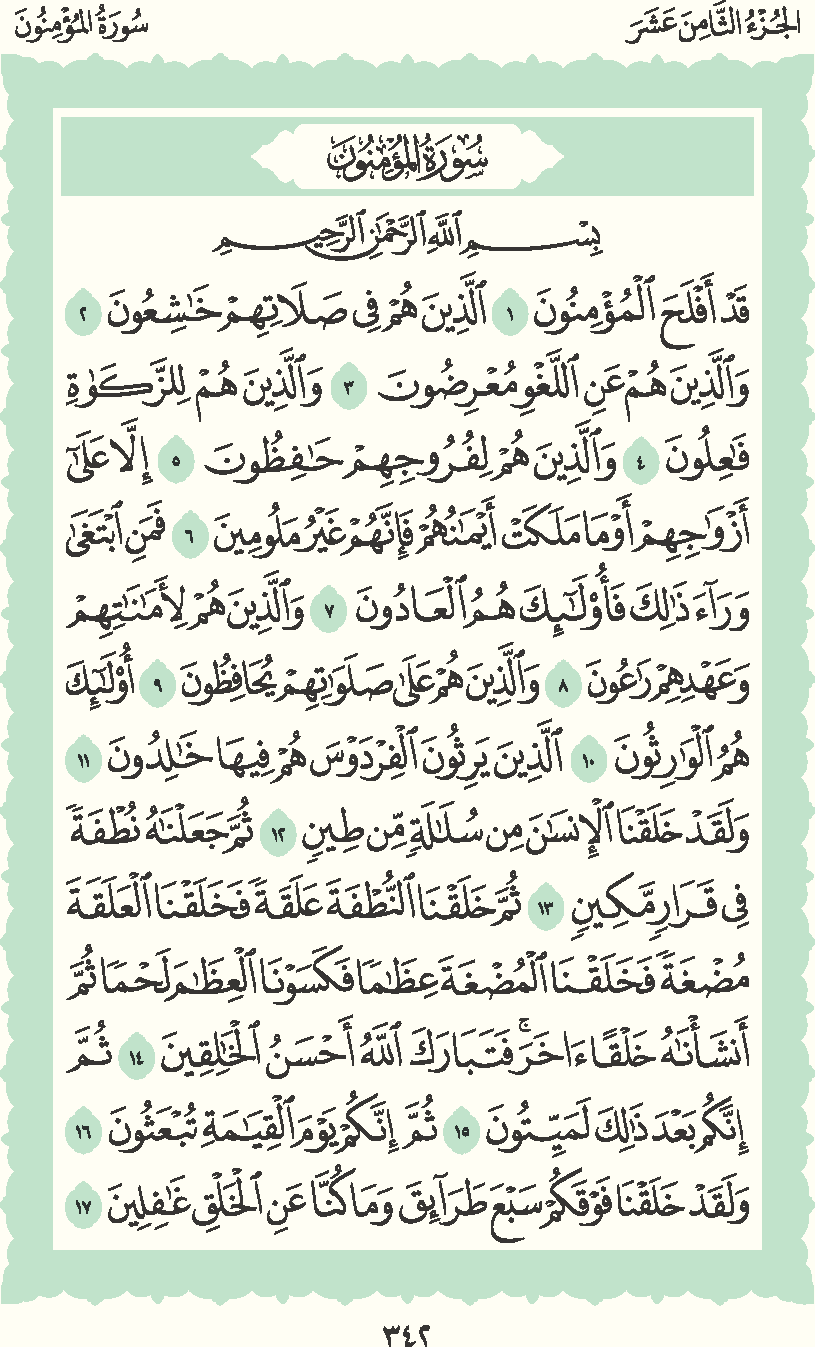 الجُزْءُ الثَّامِنَ عَشَرَ
سُورَةُ المُؤْمِنُونَ
سُورَةُ المُؤْمِنُونَ
بِسْمِ ٱللَّهِ ٱلرَّحْمَٰنِ ٱلرَّحِيمِ
قَدْ أَفْلَحَ ٱلْمُؤْمِنُونَ ١ ٱلَّذِينَ هُمْ فِي صَلَاتِهِمْ خَٰشِعُونَ ٢
وَٱلَّذِينَ هُمْ عَنِ ٱللَّغْوِ مُعْرِضُونَ ٣ وَٱلَّذِينَ هُمْ لِلزَّكَوٰةِ
فَٰعِلُونَ ٤ وَٱلَّذِينَ هُمْ لِفُرُوجِهِمْ حَٰفِظُونَ ٥ إِلَّا عَلَىٰٓ
أَزْوَٰجِهِمْ أَوْ مَا مَلَكَتْ أَيْمَٰنُهُمْ فَإِنَّهُمْ غَيْرُ مَلُومِينَ ٦ فَمَنِ ٱبْتَغَىٰ
وَرَآءَ ذَٰلِكَ فَأُوْلَٰٓئِكَ هُمُ ٱلْعَادُونَ ٧ وَٱلَّذِينَ هُمْ لِأَمَٰنَٰتِهِمْ
وَعَهْدِهِمْ رَٰعُونَ ٨ وَٱلَّذِينَ هُمْ عَلَىٰ صَلَوَٰتِهِمْ يُحَافِظُونَ ٩ أُوْلَٰٓئِكَ
هُمُ ٱلْوَٰرِثُونَ ١٠ ٱلَّذِينَ يَرِثُونَ ٱلْفِرْدَوْسَ هُمْ فِيهَا خَٰلِدُونَ ١١
وَلَقَدْ خَلَقْنَا ٱلْإِنسَٰنَ مِن سُلَٰلَةٍ مِّن طِينٍ ١٢ ثُمَّ جَعَلْنَٰهُ نُطْفَةً
فِي قَرَارٍ مَّكِينٍ ١٣ ثُمَّ خَلَقْنَا ٱلنُّطْفَةَ عَلَقَةً فَخَلَقْنَا ٱلْعَلَقَةَ
مُضْغَةً فَخَلَقْنَا ٱلْمُضْغَةَ عِظَٰمًا فَكَسَوْنَا ٱلْعِظَٰمَ لَحْمًا ثُمَّ
أَنشَأْنَٰهُ خَلْقًا ءَاخَرَ ۚ فَتَبَارَكَ ٱللَّهُ أَحْسَنُ ٱلْخَٰلِقِينَ ١٤ ثُمَّ
إِنَّكُم بَعْدَ ذَٰلِكَ لَمَيِّتُونَ ١٥ ثُمَّ إِنَّكُمْ يَوْمَ ٱلْقِيَٰمَةِ تُبْعَثُونَ ١٦
وَلَقَدْ خَلَقْنَا فَوْقَكُمْ سَبْعَ طَرَآئِقَ وَمَا كُنَّا عَنِ ٱلْخَلْقِ غَٰفِلِينَ ١٧
٣٤٢